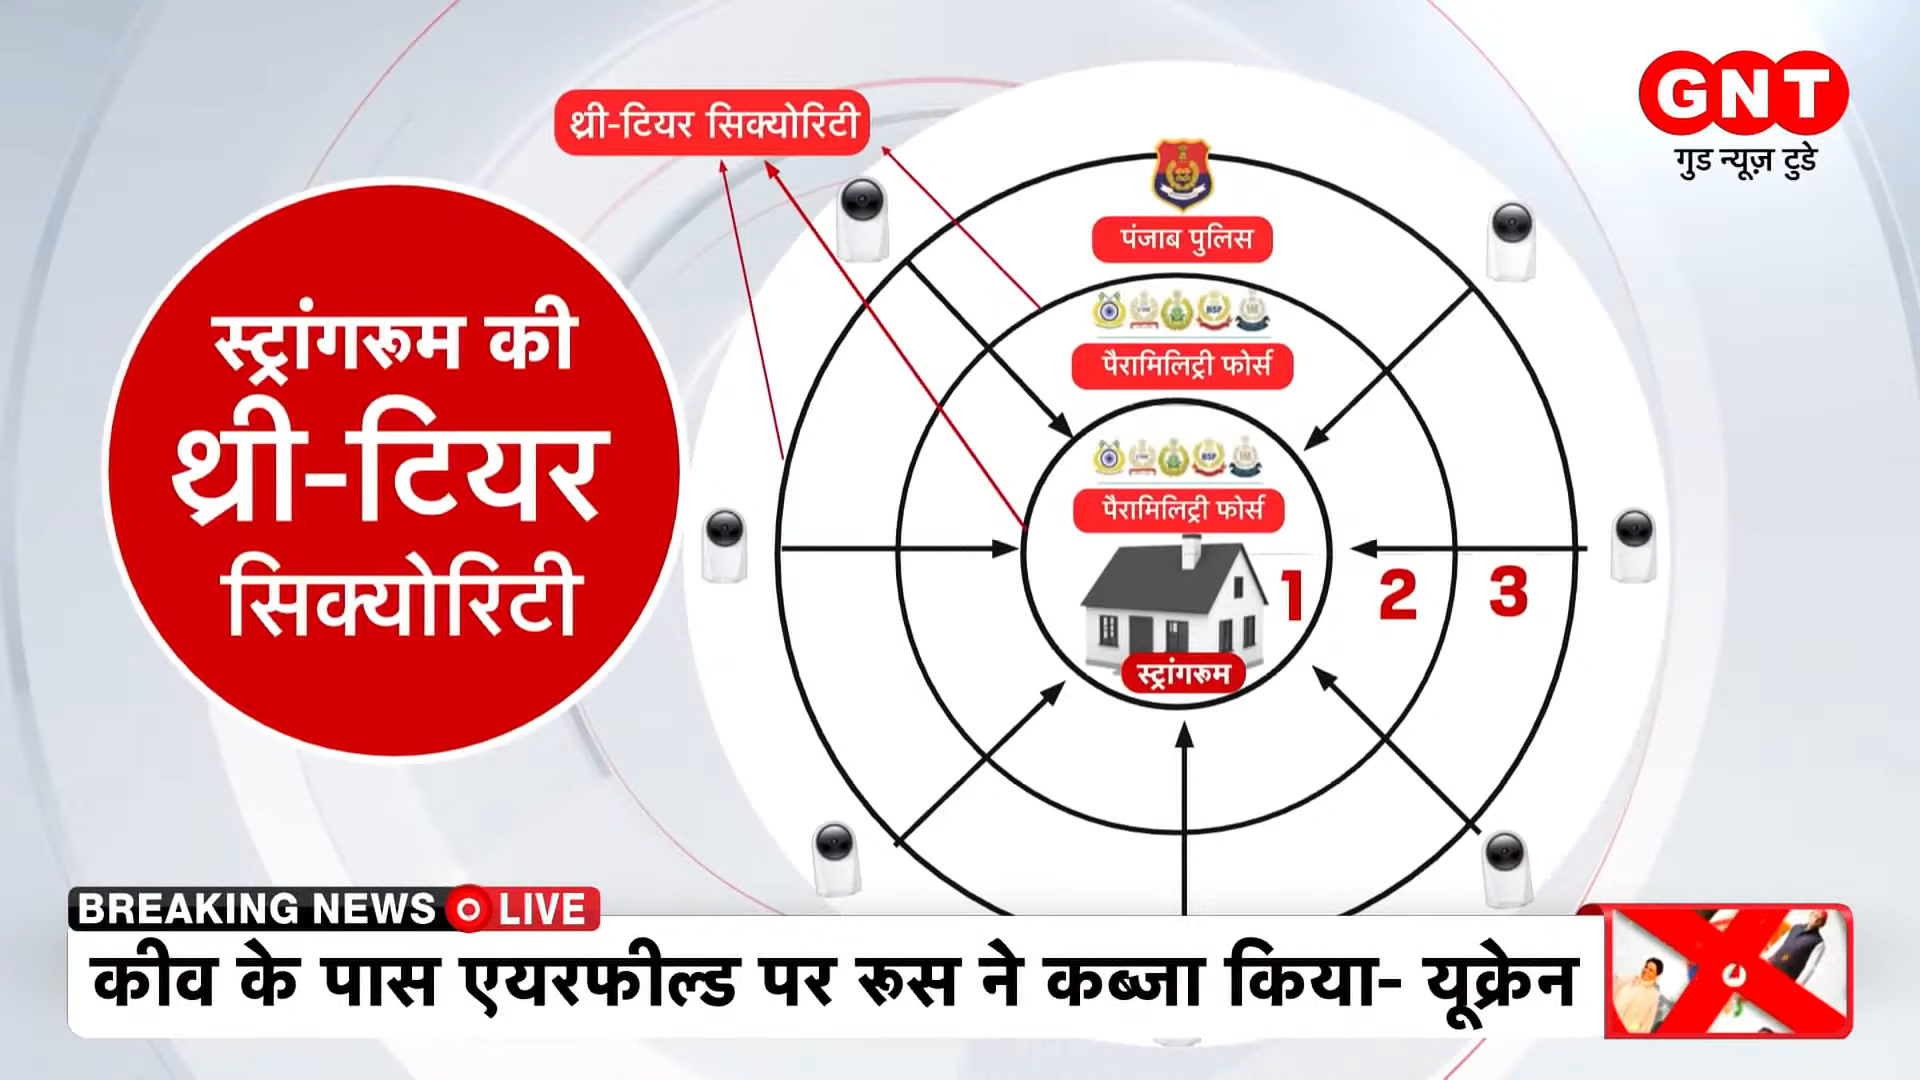 GNT
गुड न्यूज़ टुडे
थ्री-टियर सिक्योरिटी
स्ट्रांगरूम की
थ्री-टियर
सिक्योरिटी
पंजाब पुलिस
पैरामिलिट्री फोर्स
पैरामिलिट्री फोर्स
1
2
3
स्ट्रांगरूम
BREAKING NEWS LIVE
कीव के पास एयरफील्ड पर रूस ने कब्जा किया- यूक्रेन